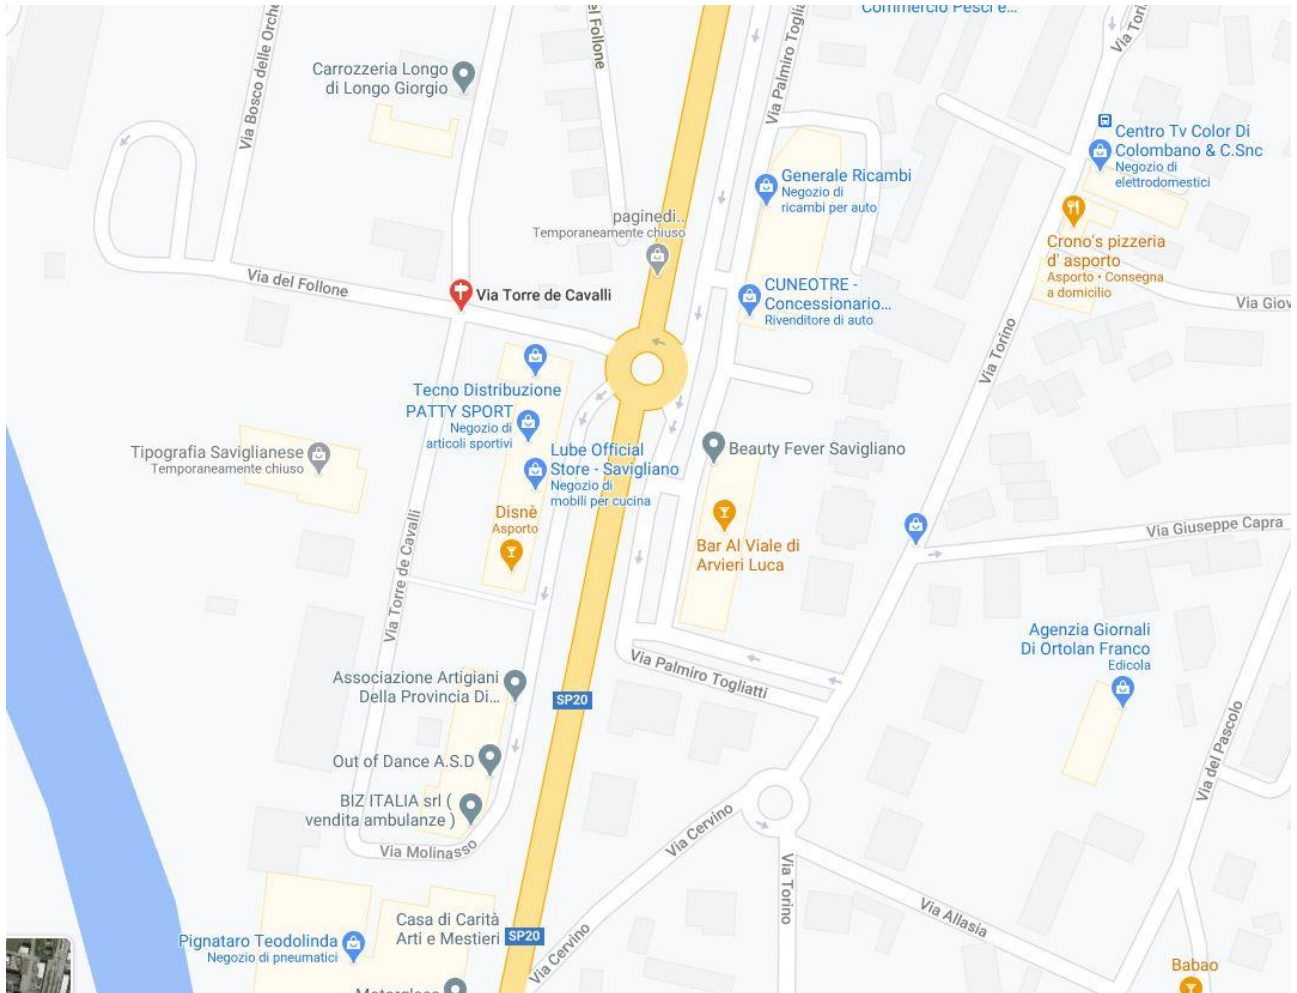 Commercio Pesci e...
Via Bosco delle Orche
el Follone
Via Palmiro Toglia
Via Tori
Carrozzeria Longo
di Longo Giorgio
Centro Tv Color Di
Colombano & C.Snc
Negozio di
elettrodomestici
Generale Ricambi
Negozio di
ricambi per auto
paginedi..
Temporaneamente chiuso
Crono's pizzeria
d' asporto
Asporto • Consegna
a domicilio
Via del Follone
Via Torre de Cavalli
CUNEOTRE -
Concessionario...
Rivenditore di auto
Via Giov
Via Torino
Tecno Distribuzione
PATTY SPORT
Negozio di
articoli sportivi
Tipografia Saviglianese
Temporaneamente chiuso
Lube Official
Store - Savigliano
Negozio di
mobili per cucina
Beauty Fever Savigliano
Disnè
Asporto
Bar Al Viale di
Arvieri Luca
Via Giuseppe Capra
Via Torre de Cavalli
Agenzia Giornali
Di Ortolan Franco
Edicola
Via Palmiro Togliatti
Associazione Artigiani
Della Provincia Di...
SP20
Via del Pascolo
Out of Dance A.S.D
BIZ ITALIA srl (
vendita ambulanze )
Via Molinasso
Via Cervino
Via Torino
Via Allasia
Casa di Carità
Arti e Mestieri
SP20
Pignataro Teodolinda
Negozio di pneumatici
Via Cervino
Babao